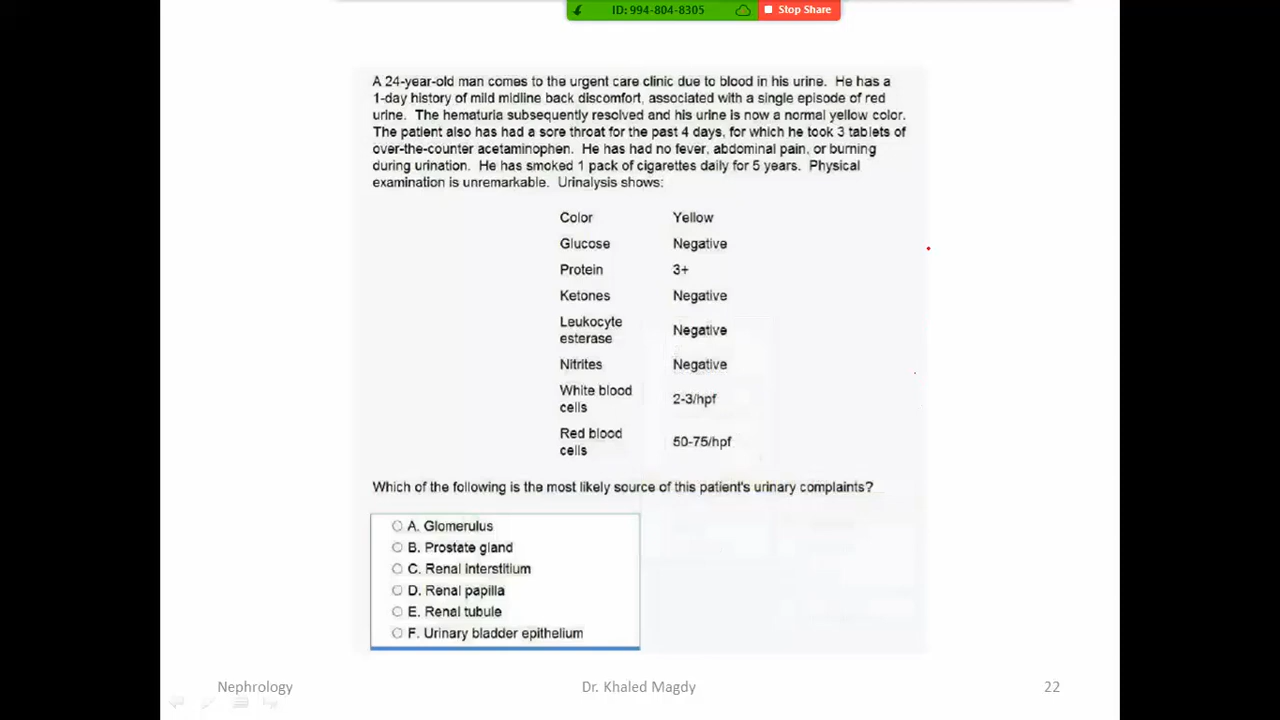 ID: 994-804-8305 Stop Share
A 24-year-old man comes to the urgent care clinic due to blood in his urine. He has a
1-day history of mild midline back discomfort, associated with a single episode of red
urine. The hematuria subsequently resolved and his urine is now a normal yellow color.
The patient also has had a sore throat for the past 4 days, for which he took 3 tablets of
over-the-counter acetaminophen. He has had no fever, abdominal pain, or burning
during urination. He has smoked 1 pack of cigarettes daily for 5 years. Physical
examination is unremarkable. Urinalysis shows:
Color Yellow
Glucose Negative
Protein 3+
Ketones Negative
Leukocyte
esterase Negative
Nitrites Negative
White blood
cells 2-3/hpf
Red blood
cells 50-75/hpf
Which of the following is the most likely source of this patient's urinary complaints?
A. Glomerulus
B. Prostate gland
C. Renal interstitium
D. Renal papilla
E. Renal tubule
F. Urinary bladder epithelium
Nephrology Dr. Khaled Magdy 22